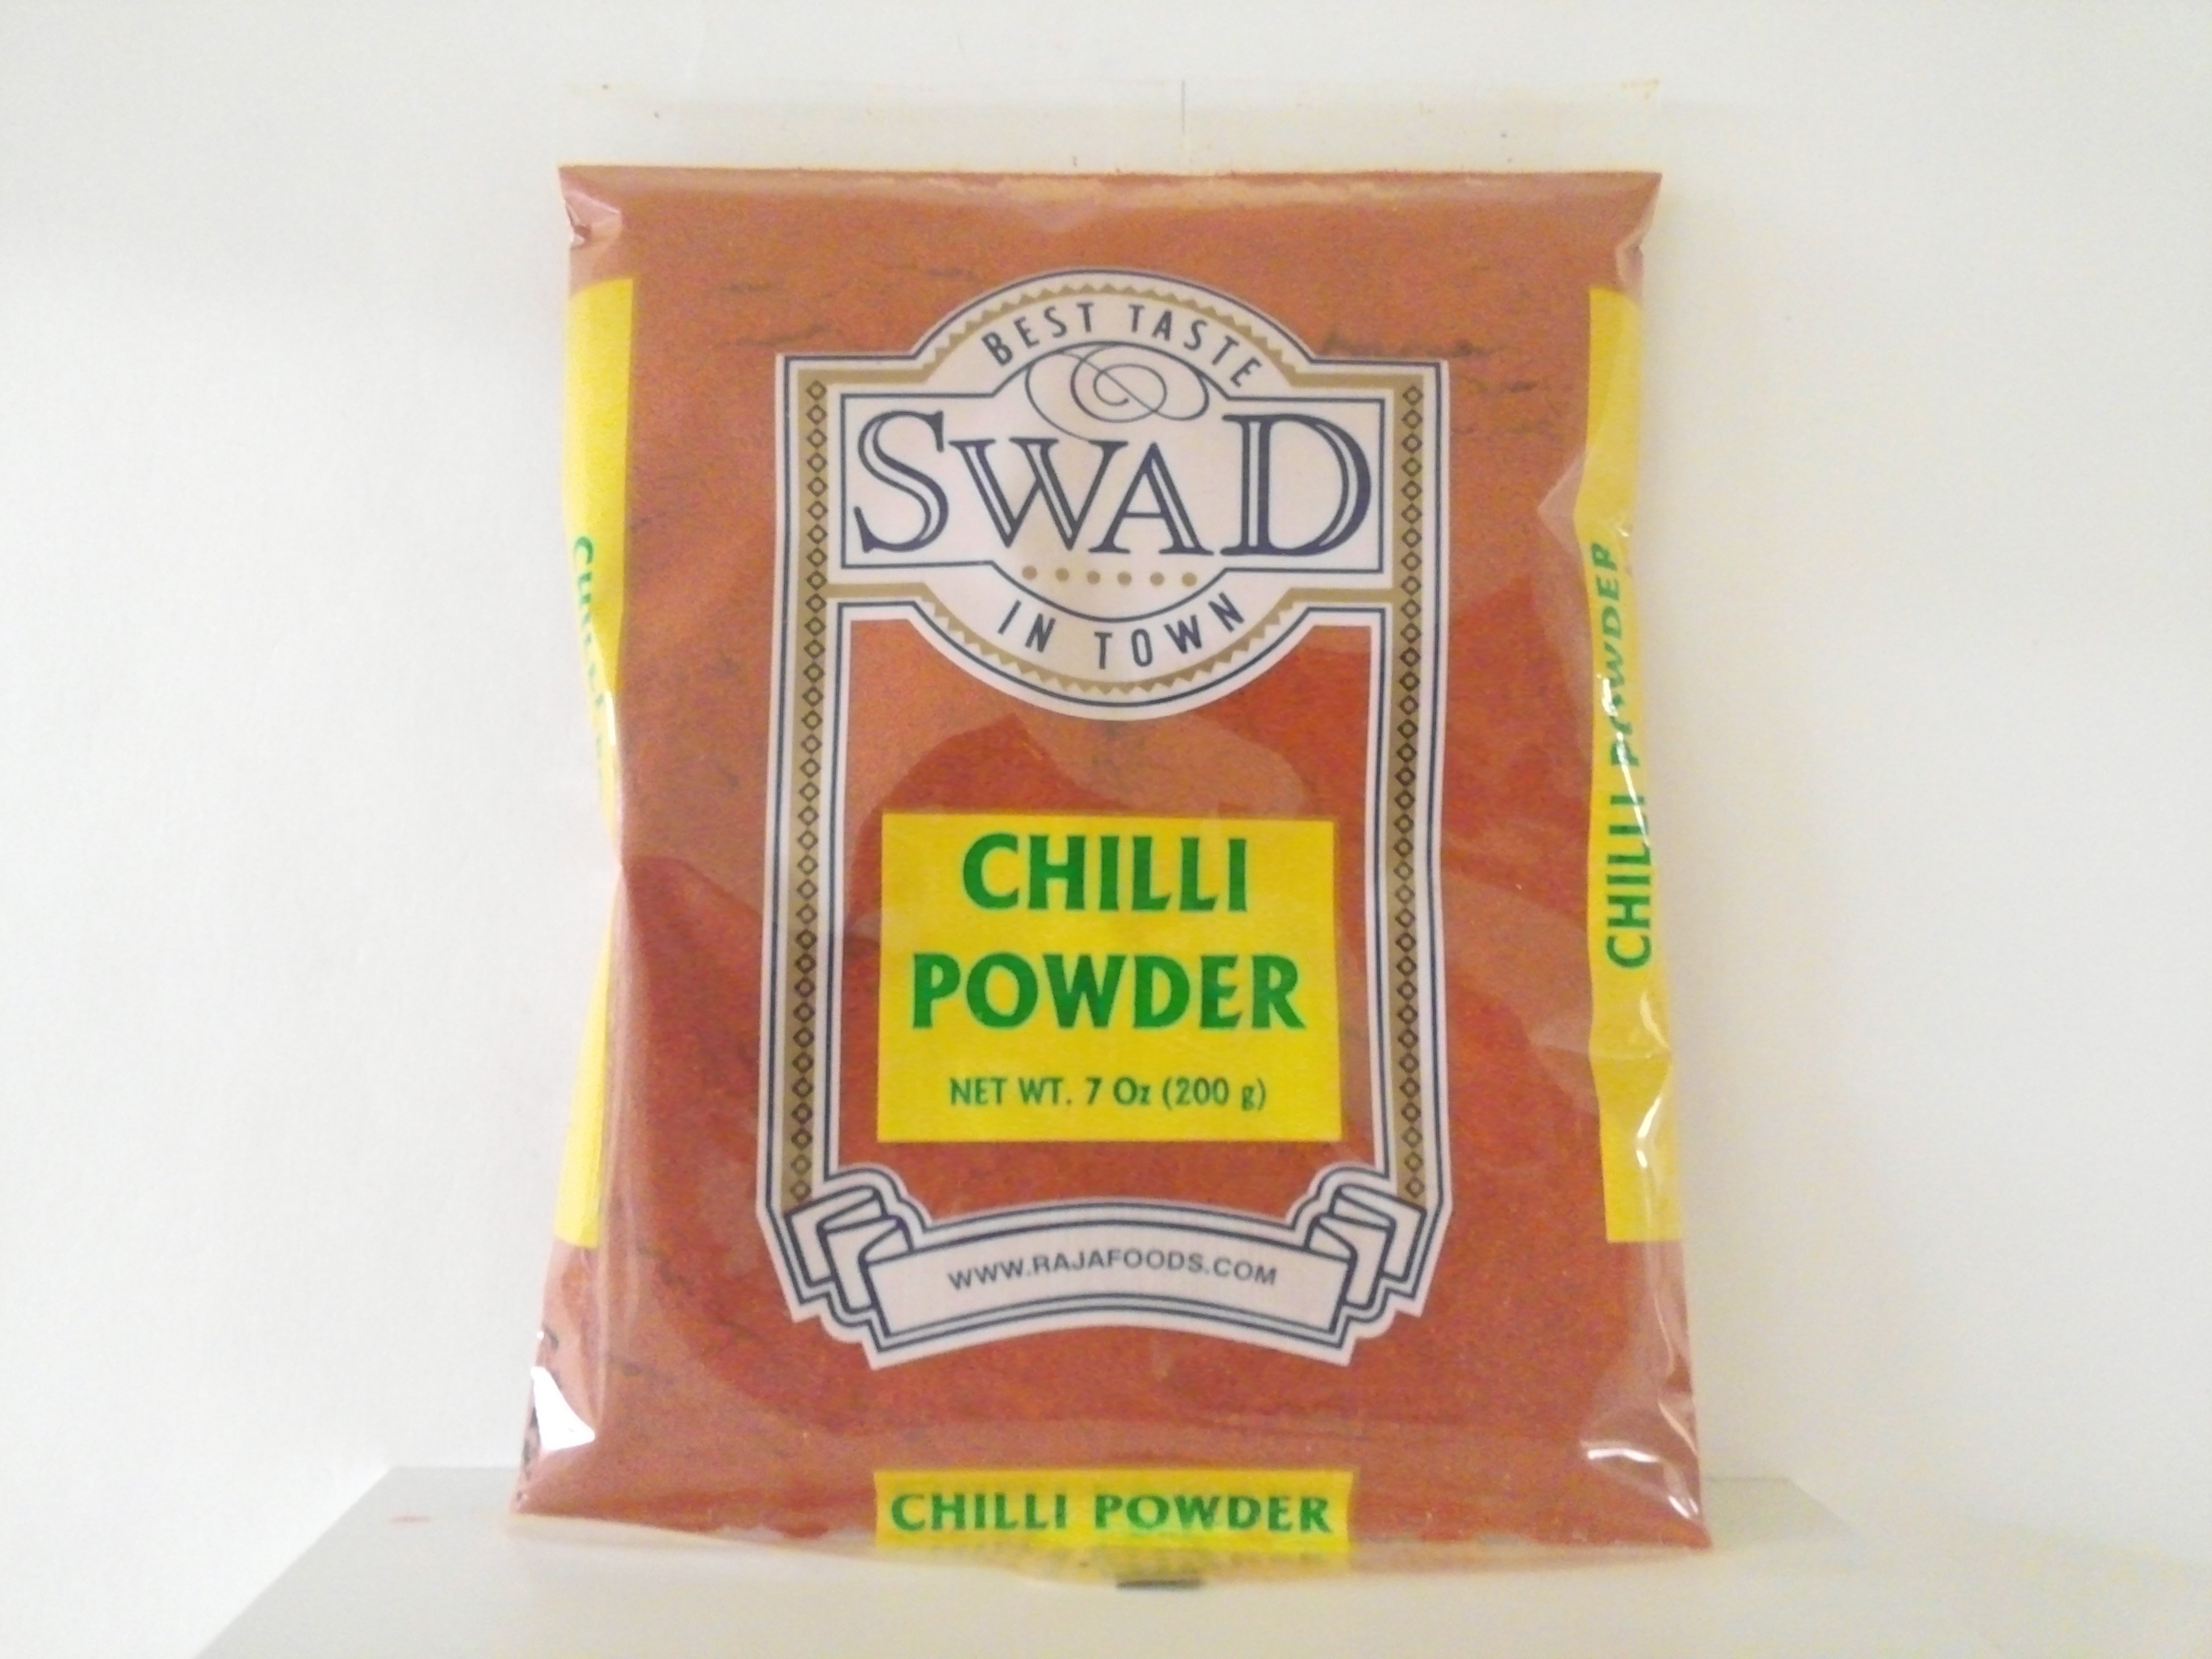 BEST TASTE
SWAD
IN TOWN
CHILLI
POWDER
NET WT. 7 Oz (200 g)
WWW.RAJAFOODS.COM
CHILLI POWDER
CHILLI POWDER